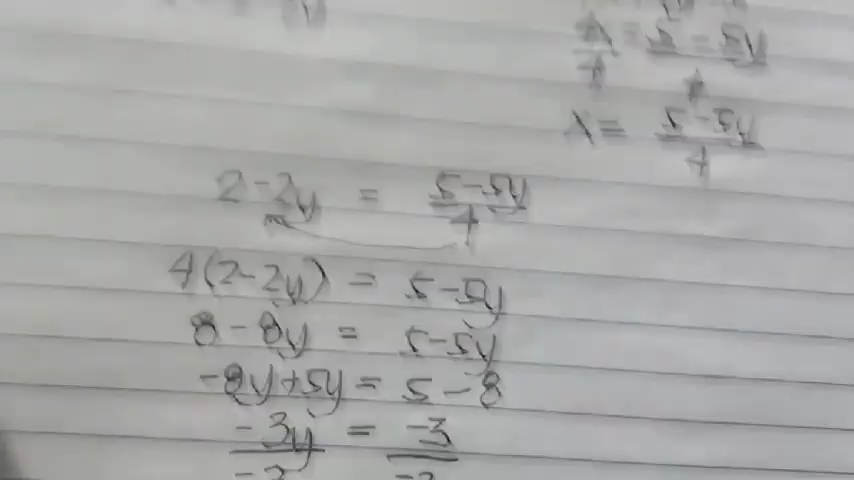 4 = 5 - 5y
4
x = 5 - 5y
4
2 - 2y = 5 - 5y
4
4(2 - 2y) = 5 - 5y
8 - 8y = 5 - 5y
-8y + 5y = 5 - 8
-3y = -3